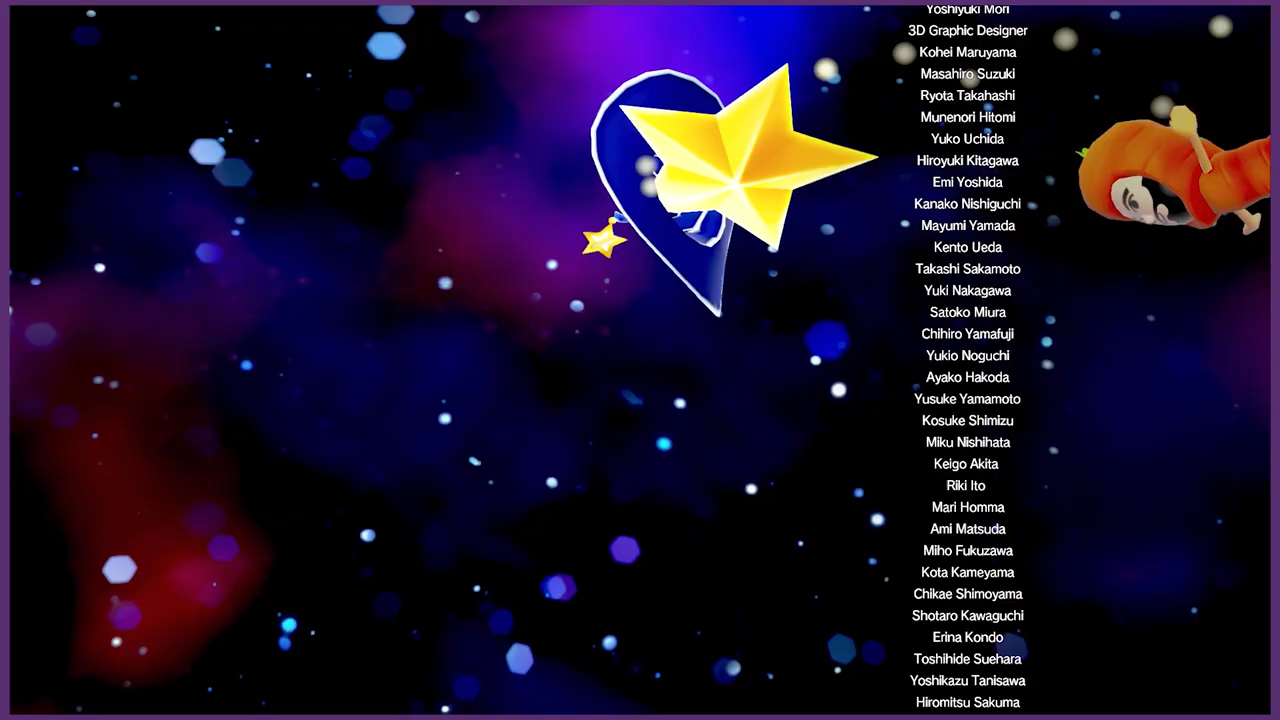 Yoshiyuki Mori
3D Graphic Designer
Kohei Maruyama
Masahiro Suzuki
Ryota Takahashi
Munenori Hitomi
Yuko Uchida
Hiroyuki Kitagawa
Emi Yoshida
Kanako Nishiguchi
Mayumi Yamada
Kento Ueda
Takashi Sakamoto
Yuki Nakagawa
Satoko Miura
Chihiro Yamafuji
Yukio Noguchi
Ayako Hakoda
Yusuke Yamamoto
Kosuke Shimizu
Miku Nishihata
Keigo Akita
Riki Ito
Mari Homma
Ami Matsuda
Miho Fukuzawa
Kota Kameyama
Chikae Shimoyama
Shotaro Kawaguchi
Erina Kondo
Toshihide Suehara
Yoshikazu Tanisawa
Hiromitsu Sakuma